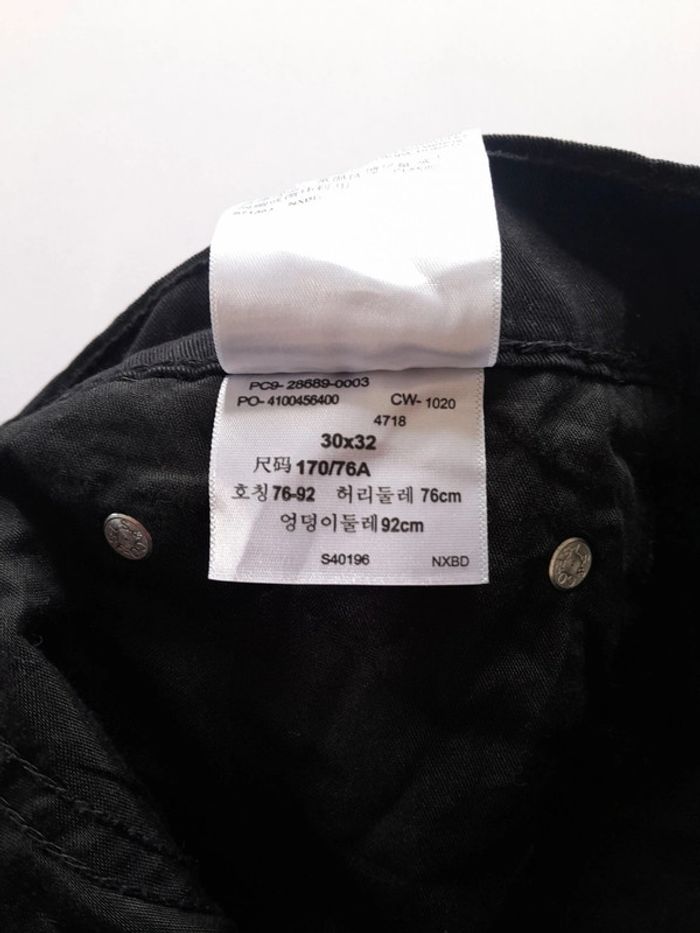 NXBD
PC9- 28689-0003
PO- 4100456400 CW- 1020
4718
30x32
尺码 170/76A
호칭 76-92 허리둘레 76cm
엉덩이둘레 92cm
S40196 NXBD